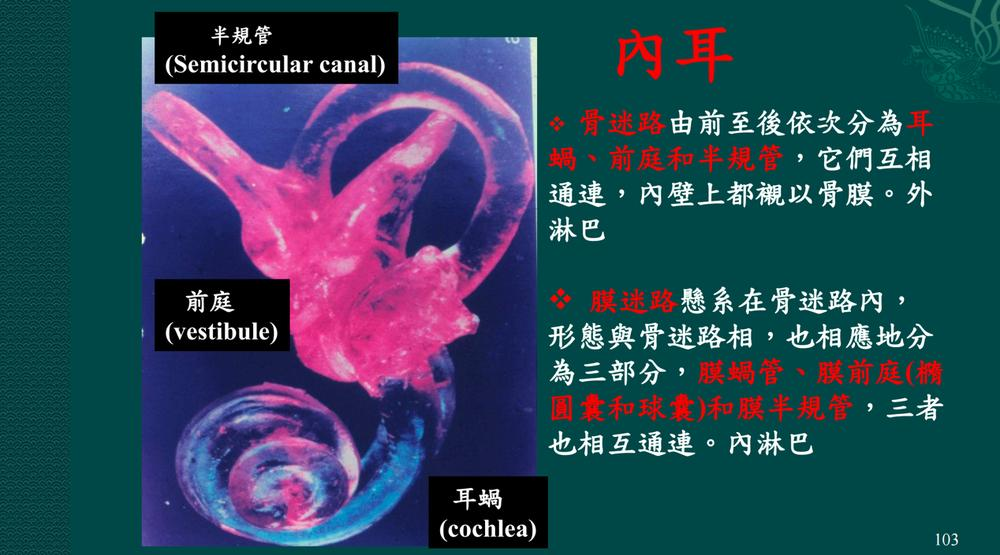 半規管
(Semicircular canal)
內耳
❖ 骨迷路由前至後依次分為耳
蝸、前庭和半規管，它們互相
通連，內壁上都襯以骨膜。外
淋巴
前庭
(vestibule)
❖ 膜迷路懸系在骨迷路內，
形態與骨迷路相，也相應地分
為三部分，膜蝸管、膜前庭(橢
圓囊和球囊)和膜半規管，三者
也相互通連。內淋巴
耳蝸
(cochlea)
103